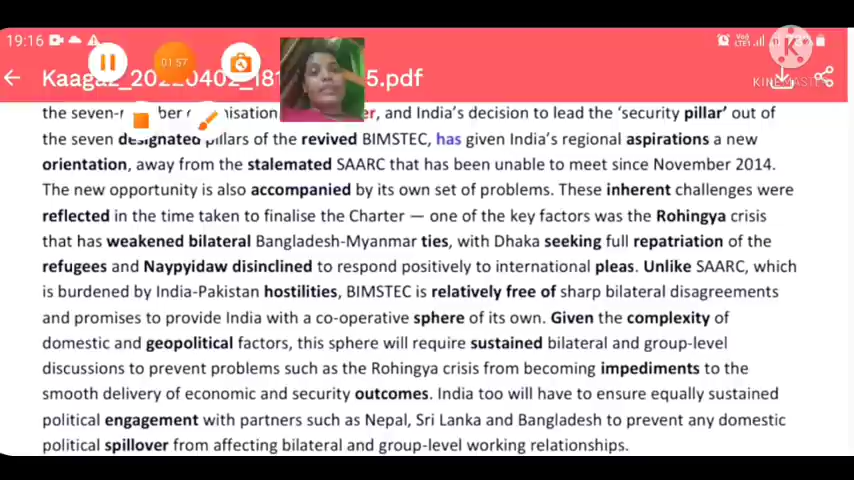 19:16
01:57
Kaagaz_20220402_181 5.pdf
KINEMASTER
the seven- ber isation er, and India's decision to lead the 'security pillar' out of
the seven designated pillars of the revived BIMSTEC, has given India's regional aspirations a new
orientation, away from the stalemated SAARC that has been unable to meet since November 2014.
The new opportunity is also accompanied by its own set of problems. These inherent challenges were
reflected in the time taken to finalise the Charter — one of the key factors was the Rohingya crisis
that has weakened bilateral Bangladesh-Myanmar ties, with Dhaka seeking full repatriation of the
refugees and Naypyidaw disinclined to respond positively to international pleas. Unlike SAARC, which
is burdened by India-Pakistan hostilities, BIMSTEC is relatively free of sharp bilateral disagreements
and promises to provide India with a co-operative sphere of its own. Given the complexity of
domestic and geopolitical factors, this sphere will require sustained bilateral and group-level
discussions to prevent problems such as the Rohingya crisis from becoming impediments to the
smooth delivery of economic and security outcomes. India too will have to ensure equally sustained
political engagement with partners such as Nepal, Sri Lanka and Bangladesh to prevent any domestic
political spillover from affecting bilateral and group-level working relationships.